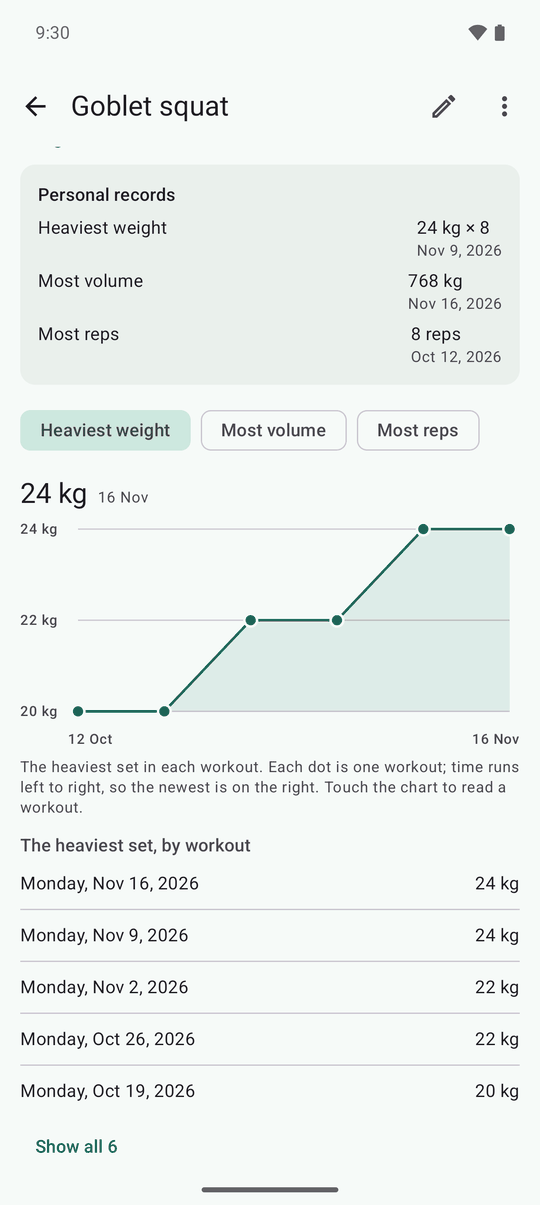 9:30
Goblet squat
Personal records
Heaviest weight
24 kg × 8
Nov 9, 2026
Most volume
768 kg
Nov 16, 2026
Most reps
8 reps
Oct 12, 2026
Heaviest weight
Most volume
Most reps
24 kg 16 Nov
24 kg
22 kg
20 kg
12 Oct
16 Nov
The heaviest set in each workout. Each dot is one workout; time runs
left to right, so the newest is on the right. Touch the chart to read a
workout.
The heaviest set, by workout
Monday, Nov 16, 2026 24 kg
Monday, Nov 9, 2026 24 kg
Monday, Nov 2, 2026 22 kg
Monday, Oct 26, 2026 22 kg
Monday, Oct 19, 2026 20 kg
Show all 6